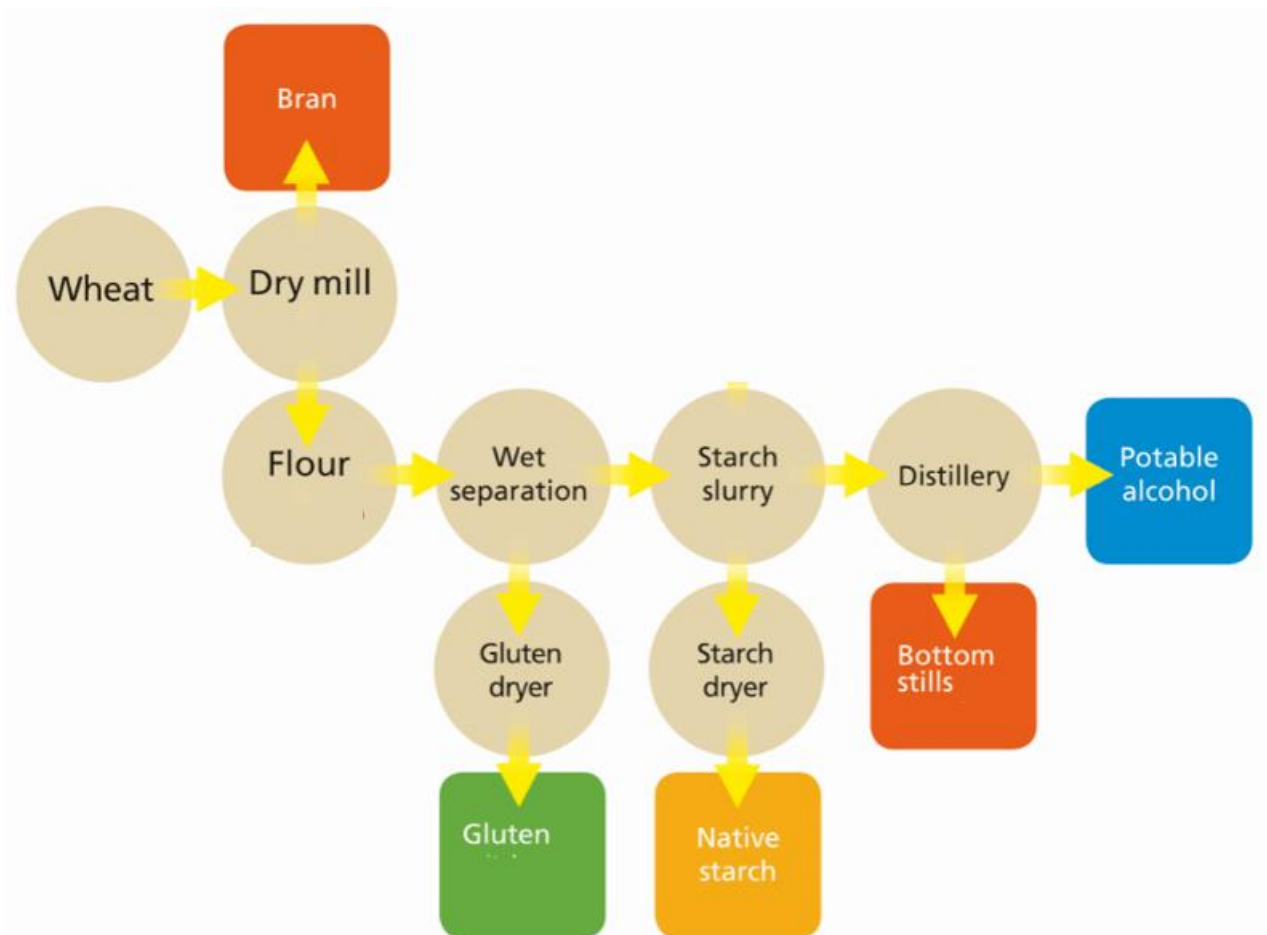 Bran
Wheat
Dry mill
Flour
Wet
separation
Starch
slurry
Distillery
Potable
alcohol
Gluten
dryer
Starch
dryer
Bottom
stills
Gluten
Native
starch